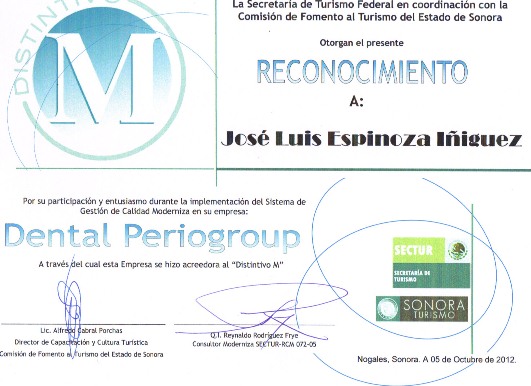 DISTINTIVO
M
La Secretaría de Turismo Federal en coordinación con la
Comisión de Fomento al Turismo del Estado de Sonora
Otorgan el presente
RECONOCIMIENTO
A:
José Luis Espinoza Iñiguez
Por su participación y entusiasmo durante la implementación del Sistema de
Gestión de Calidad Moderniza en su empresa:
Dental Periogroup
A través del cual esta Empresa se hizo acreedora al "Distintivo M"
SECTUR
SECRETARÍA DE
TURISMO
SONORA
TURISMO
Lic. Alfredo Cabral Porchas
Director de Capacitación y Cultura Turística
Comisión de Fomento al Turismo del Estado de Sonora
Q.I. Reynaldo Rodríguez Frye
Consultor Moderniza SECTUR-RCM 072-05
Nogales, Sonora. A 05 de Octubre de 2012.